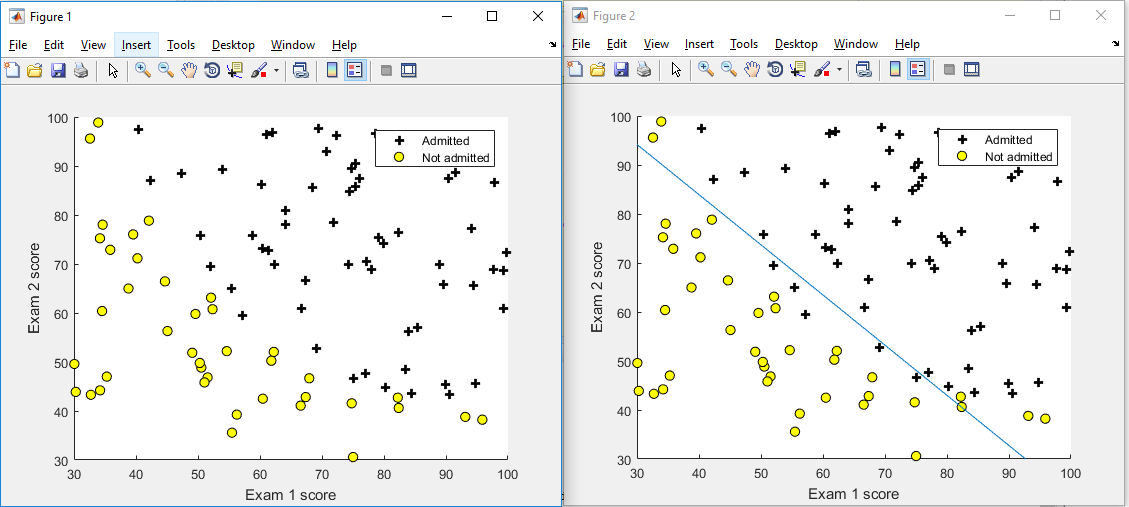 Figure 1
File Edit View Insert Tools Desktop Window Help
100
90
80
70
60
50
40
30
Exam 2 score
Admitted
Not admitted
30 40 50 60 70 80 90 100
Exam 1 score
Figure 2
File Edit View Insert Tools Desktop Window Help
100
90
80
70
60
50
40
30
Exam 2 score
Admitted
Not admitted
30 40 50 60 70 80 90 100
Exam 1 score